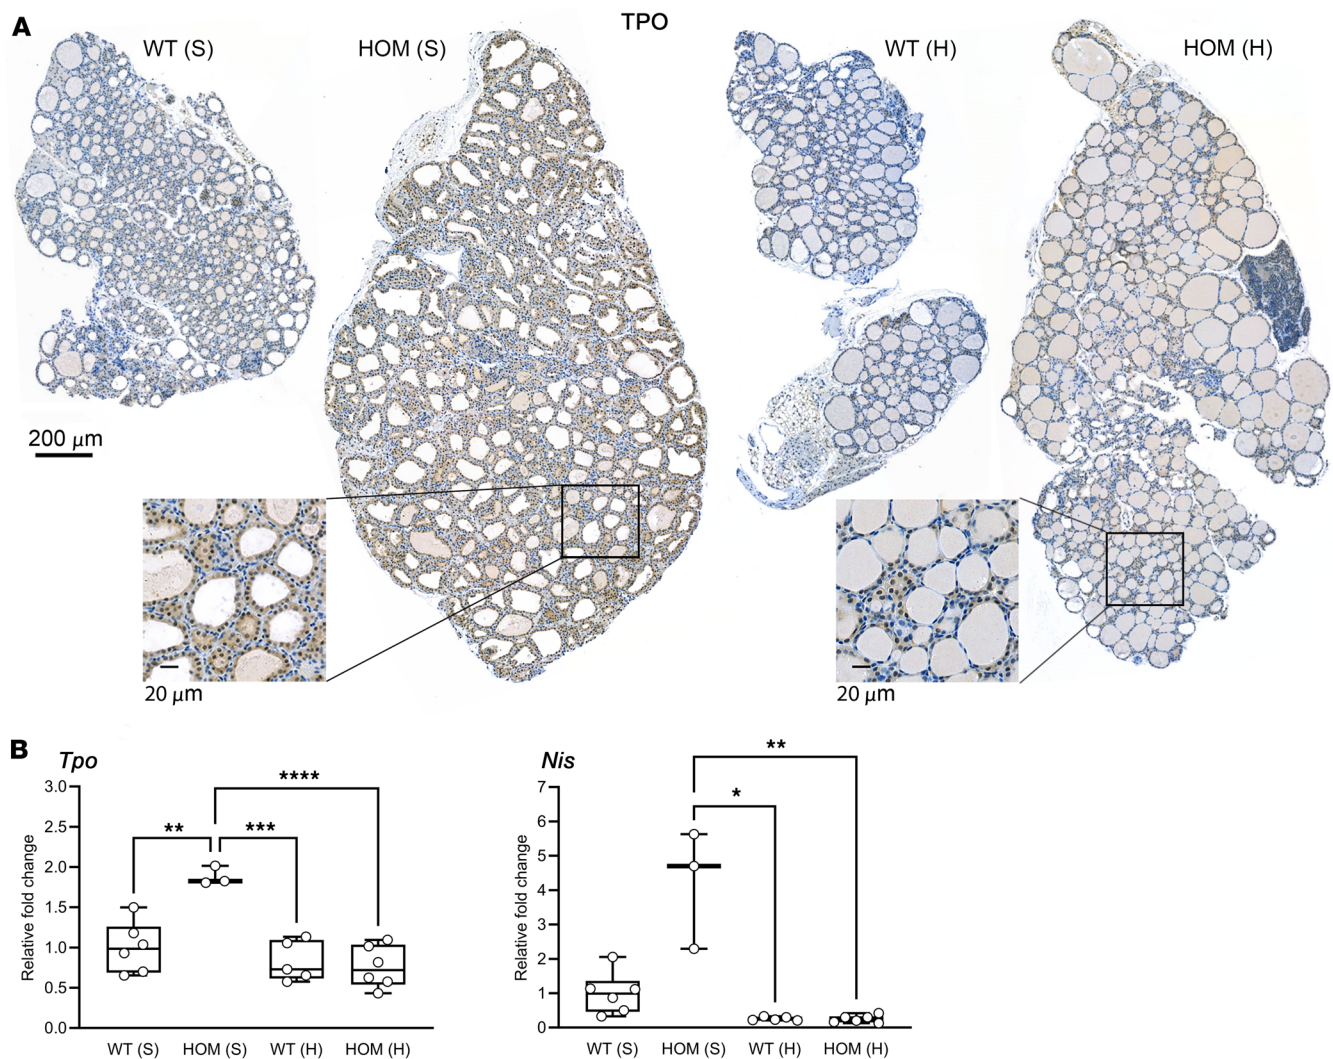 A
TPO
WT (S)
HOM (S)
WT (H)
HOM (H)
200 μm
20 μm
20 μm
B
Tpo
Relative fold change
3.0
2.5
2.0
1.5
1.0
0.5
0.0
**
***
****
WT (S)
HOM (S)
WT (H)
HOM (H)
Nis
Relative fold change
7
6
5
4
3
2
1
0
*
**
WT (S)
HOM (S)
WT (H)
HOM (H)